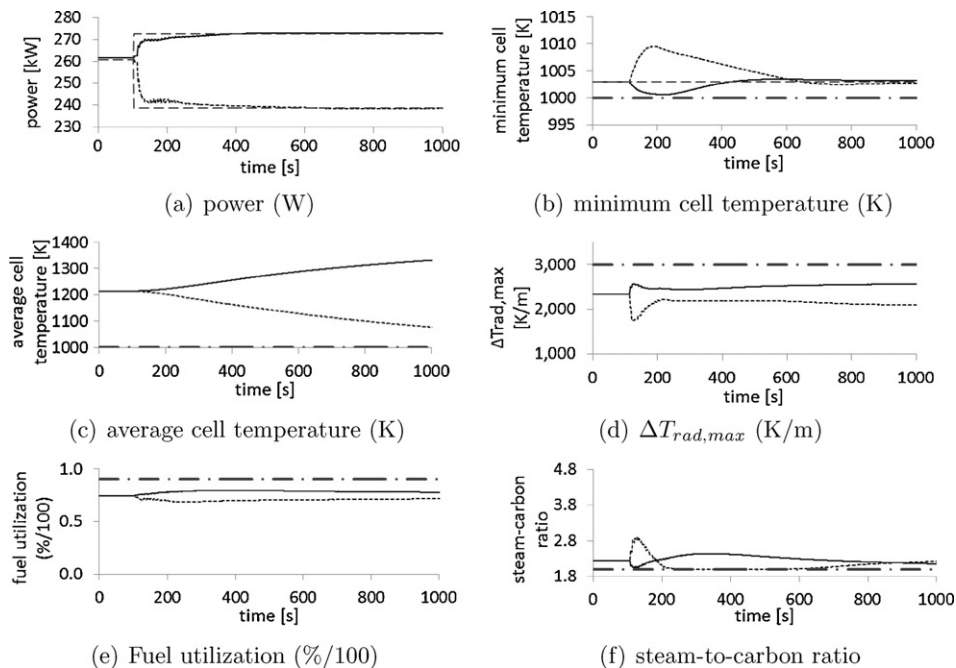 280
270
260
250
240
230
power [kW]
0 200 400 600 800 1000
time [s]
(a) power (W)
1015
1010
1005
1000
995
minimum cell
temperature [K]
0 200 400 600 800 1000
time [s]
(b) minimum cell temperature (K)
1400
1300
1200
1100
1000
average cell
temperature [K]
0 200 400 600 800 1000
time [s]
(c) average cell temperature (K)
3,000
2,000
1,000
ΔTrad,max
[K/m]
0 200 400 600 800 1000
time [s]
(d) ΔT_{rad,max} (K/m)
1.0
0.5
0.0
fuel utilization
(%/100)
0 200 400 600 800 1000
time [s]
(e) Fuel utilization (%/100)
4.8
3.8
2.8
1.8
steam-carbon
ratio
0 200 400 600 800 1000
time [s]
(f) steam-to-carbon ratio